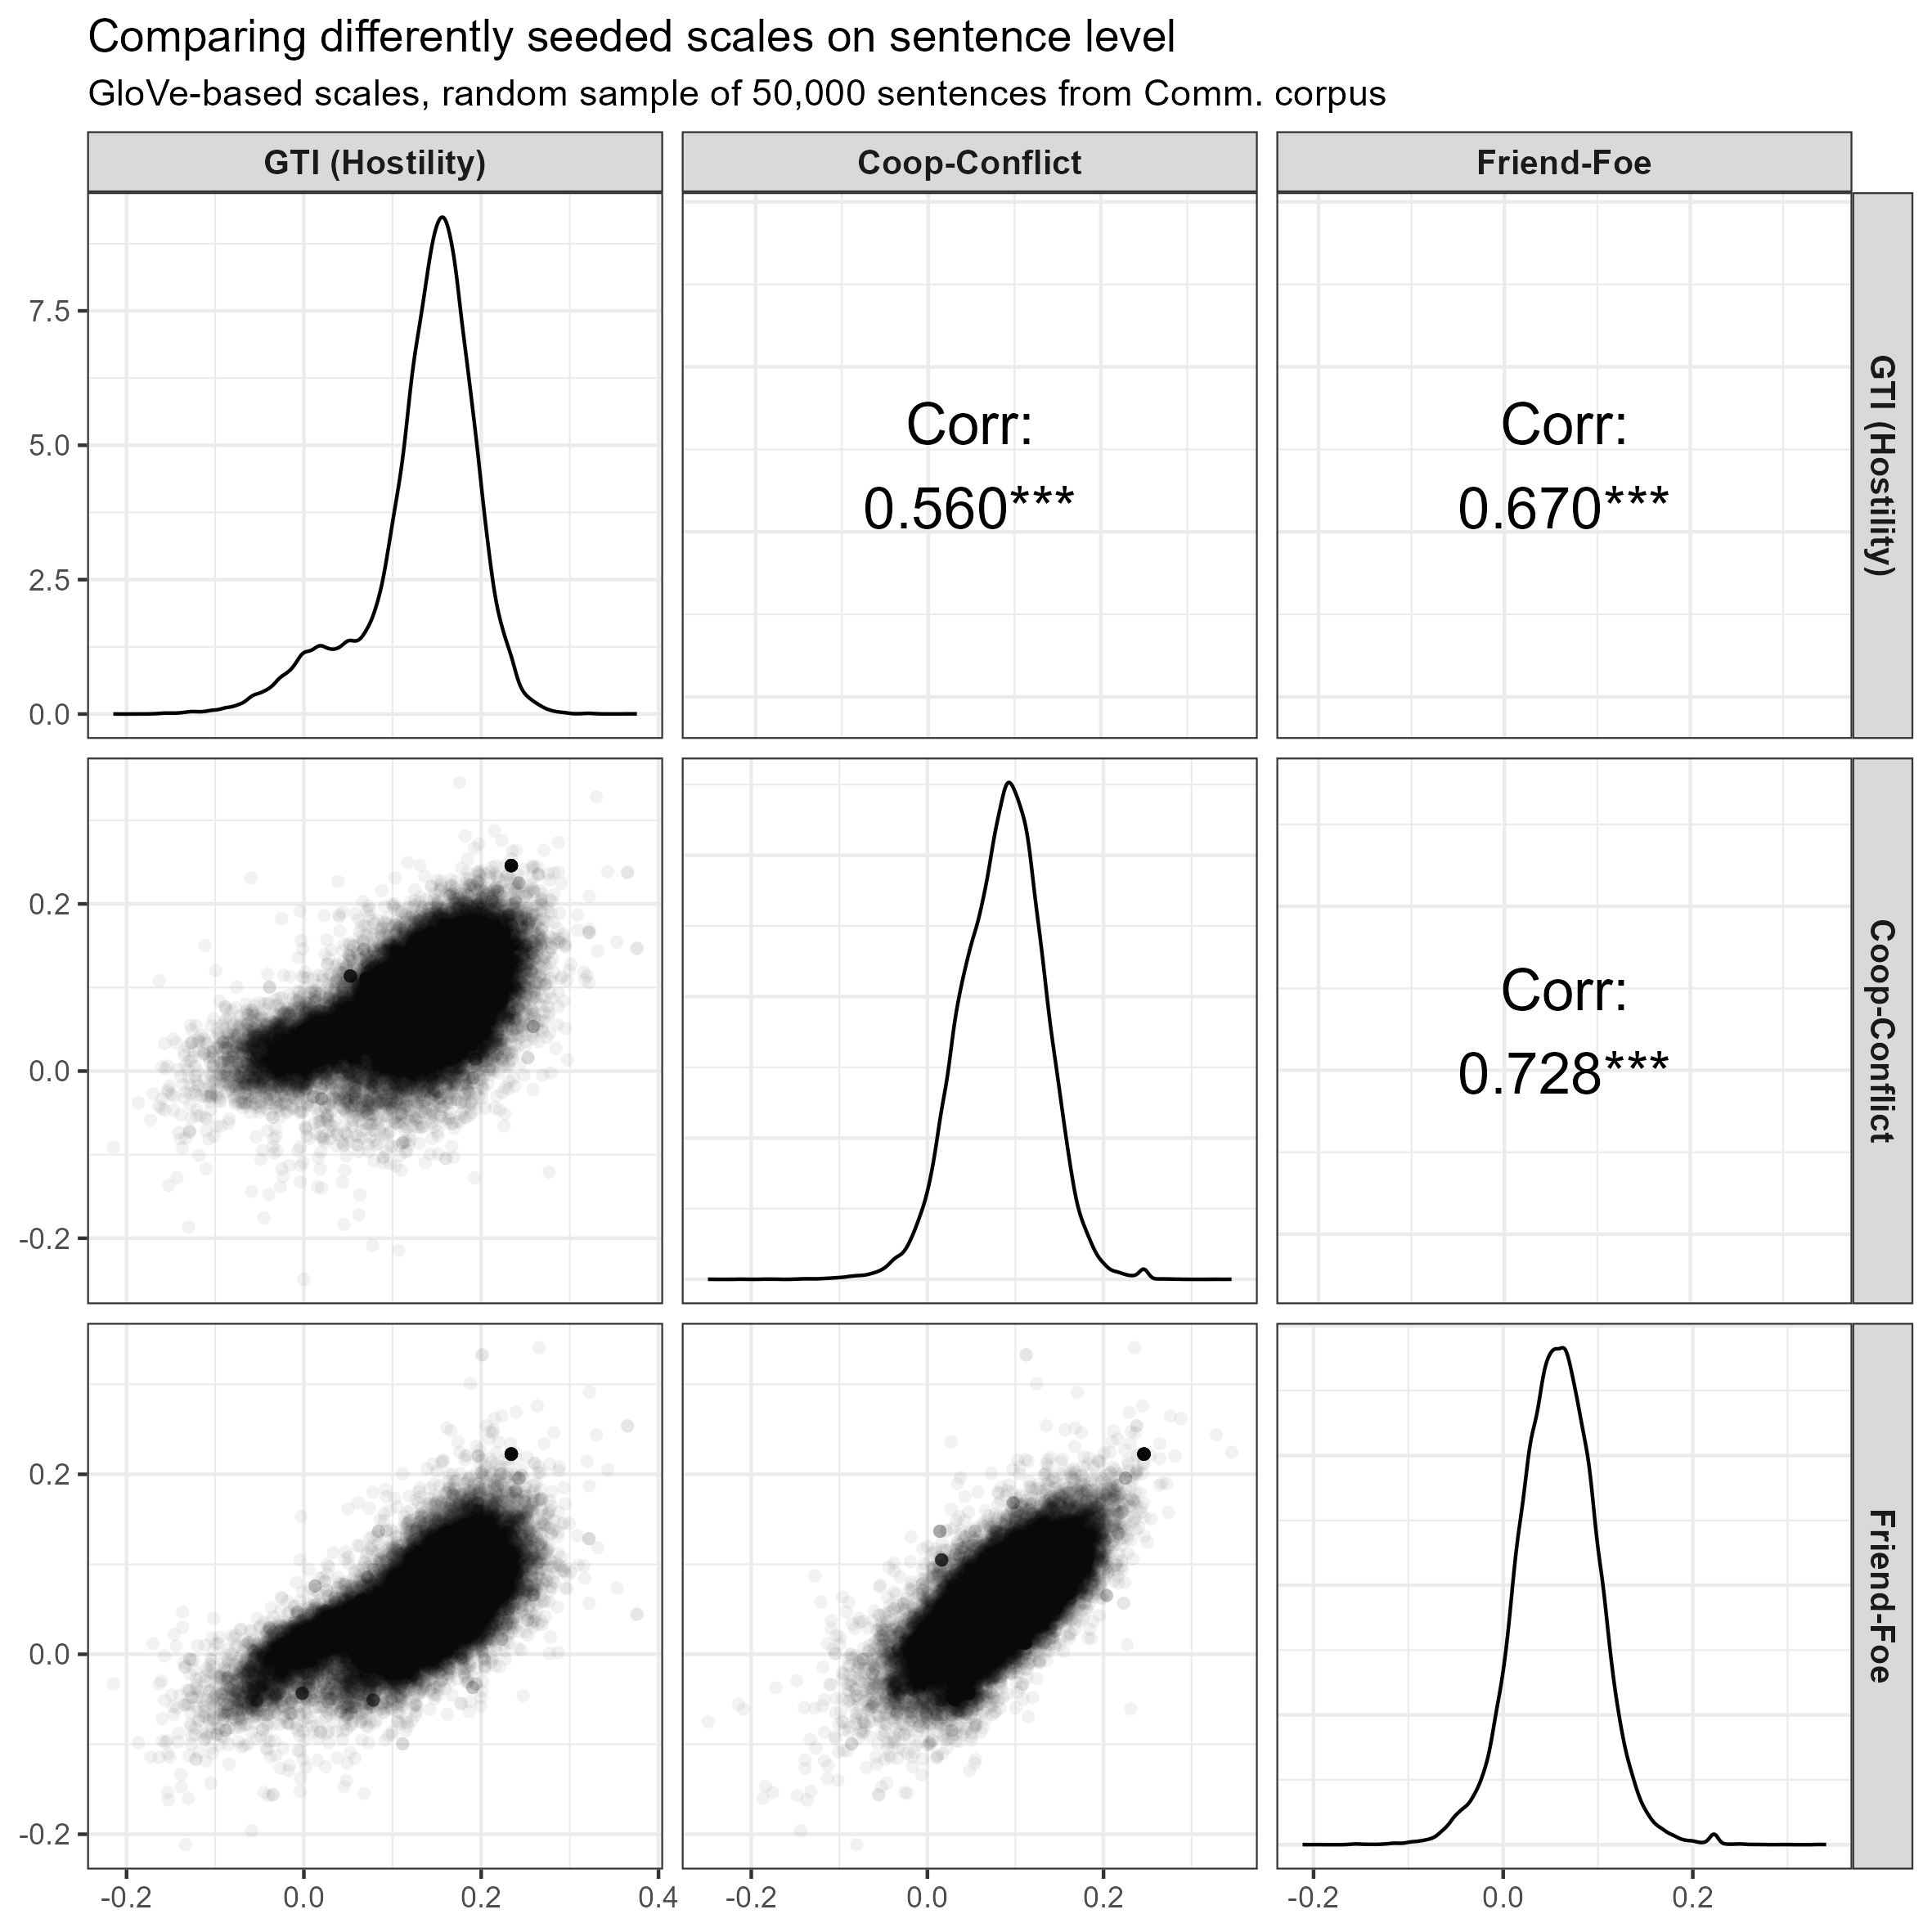 Comparing differently seeded scales on sentence level
GloVe-based scales, random sample of 50,000 sentences from Comm. corpus
GTI (Hostility)
Coop-Conflict
Friend-Foe
7.5
5.0
2.5
0.0
Corr:
0.560***
Corr:
0.670***
GTI (Hostility)
0.2
0.0
-0.2
Corr:
0.728***
Coop-Conflict
0.2
0.0
-0.2
Friend-Foe
-0.2 0.0 0.2 0.4
-0.2 0.0 0.2
-0.2 0.0 0.2